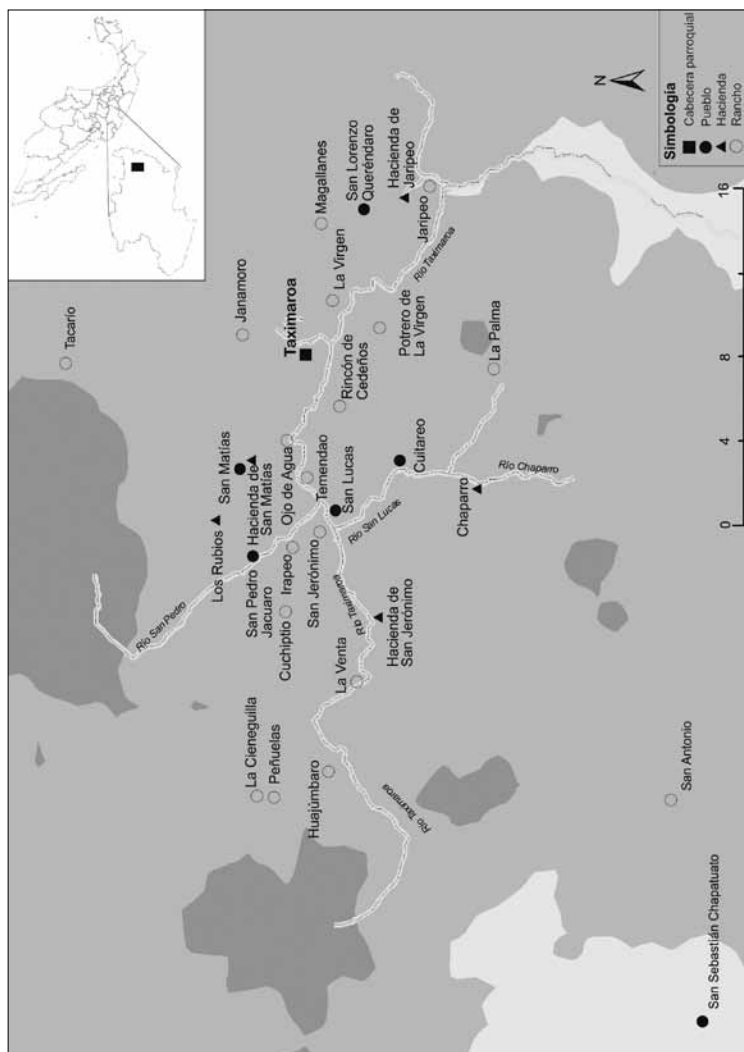 Tacario
Janamoro
Magallanes
San Lorenzo
Queréndaro
Hacienda de
Jaripeo
Jaripeo
La Virgen
Río Taximaroa
Taximaroa
Potrero de
La Virgen
Rincón de
Cedeños
La Palma
San Matías
Hacienda de
San Matías
Los Rubios
Ojo de Agua
Temendao
San Lucas
Cuitareo
Río San Lucas
Río Chaparro
Chaparro
San Pedro
Jacuaro
Irapeo
San Jerónimo
Cuchiptio
Río San Pedro
Río Taximaroa
Hacienda de
San Jerónimo
La Venta
La Cieneguilla
Peñuelas
Huajúmbaro
Río Taximaroa
San Antonio
San Sebastián Chapatuato
N
Simbología
Cabecera parroquial
Pueblo
Hacienda
Rancho
0 4 8 16